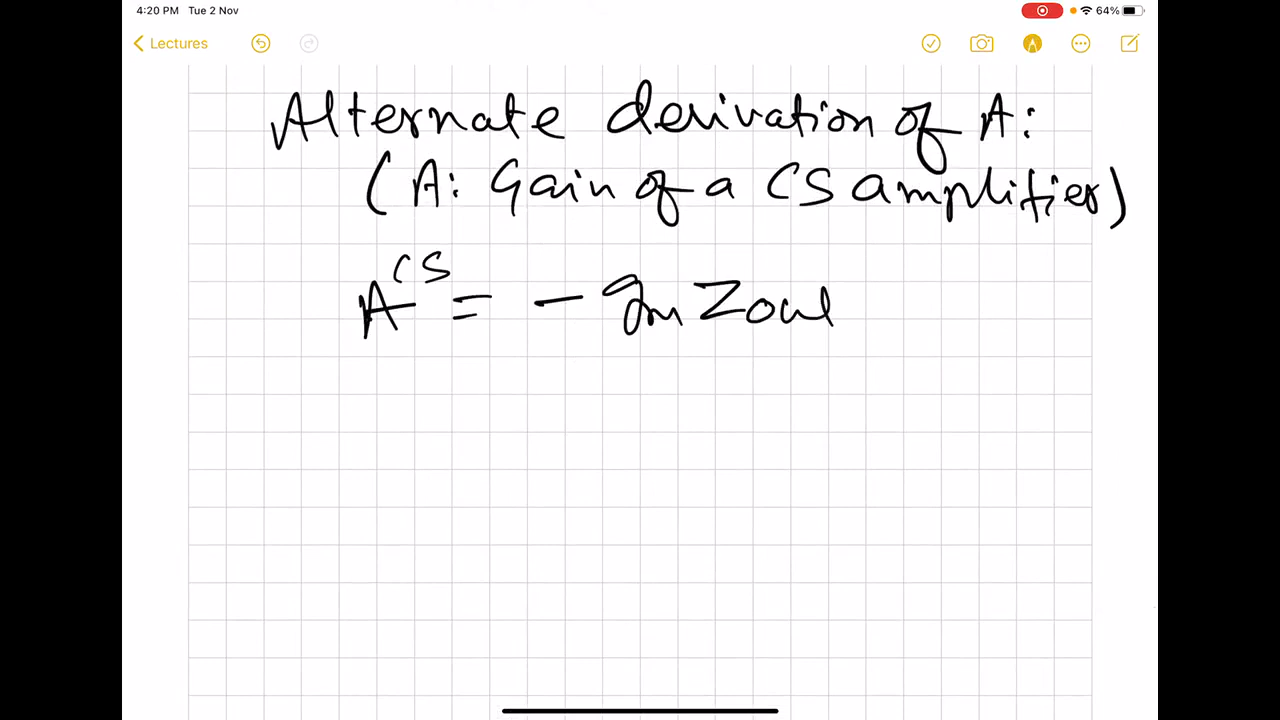 4:20 PM Tue 2 Nov
64%
Lectures
Alternate derivation of A:
(A: Gain of a CS amplifier)
A^CS = - gm Zout